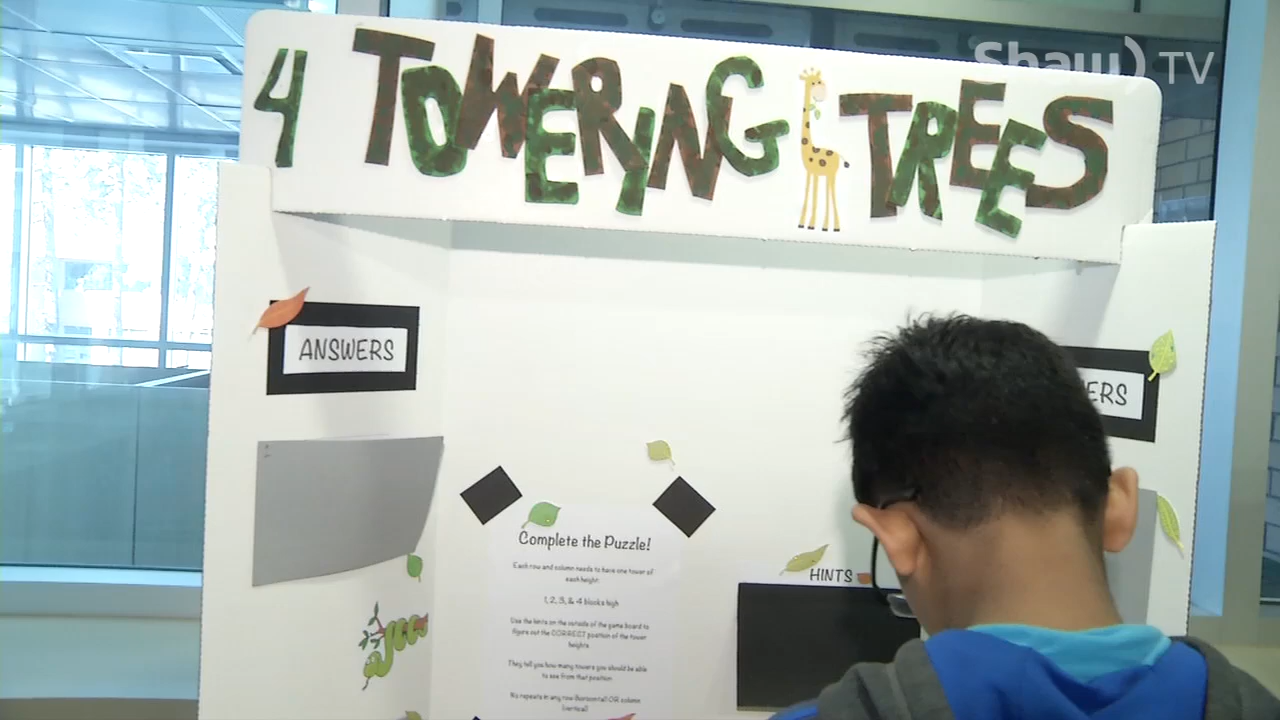 Shaw) TV
4 TOWERING TREES
ANSWERS
ERS
Complete the Puzzle!
Each row and column needs to have one tower of
each height:
1, 2, 3, & 4 blocks high
Use the hints on the outside of the game board to
figure out the CORRECT position of the tower
heights
They tell you how many towers you should be able
to see from that position
No repeats in any row (horizontal) OR column
(vertical)
HINTS